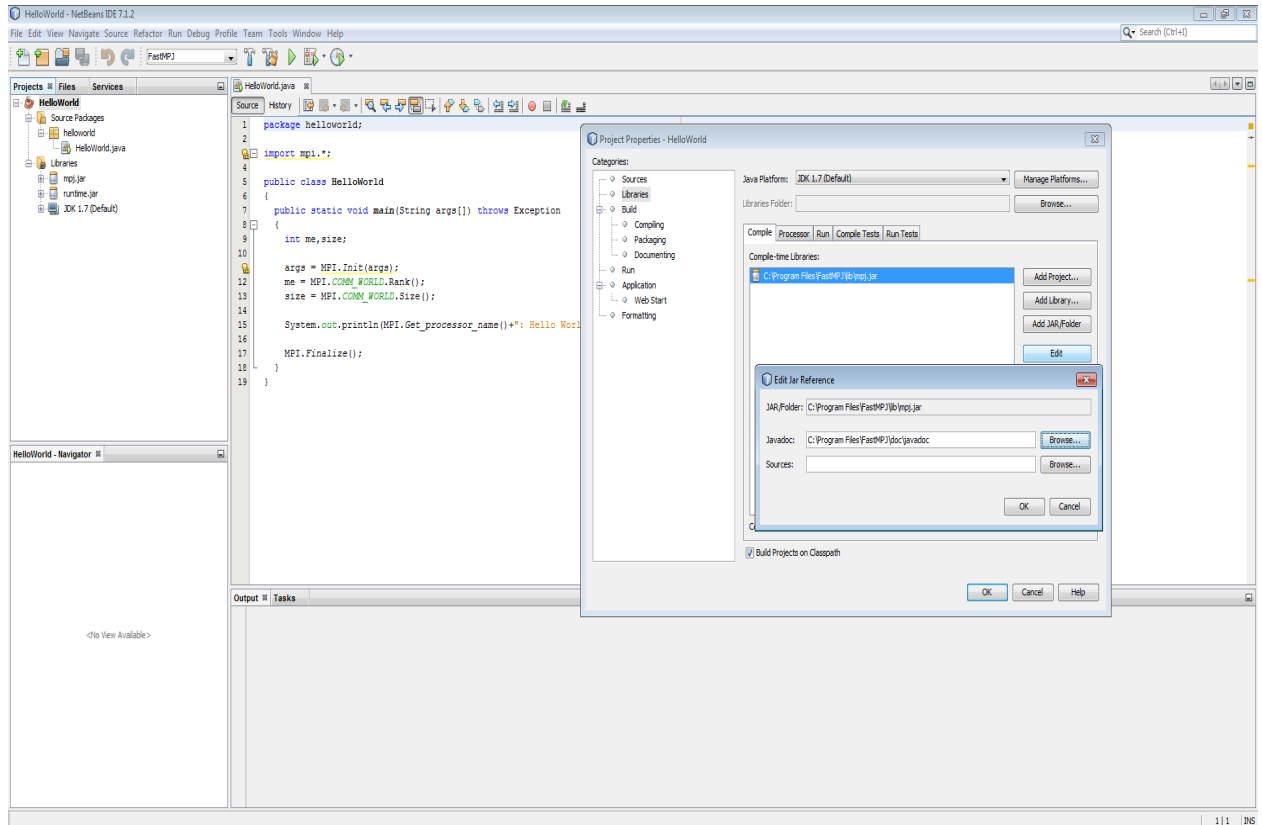 HelloWorld - NetBeans IDE 7.1.2
File Edit View Navigate Source Refactor Run Debug Profile Team Tools Window Help
Search (Ctrl+I)
FastMPJ
Projects Files Services
HelloWorld
Source Packages
helloworld
HelloWorld.java
Libraries
mpj.jar
runtime.jar
JDK 1.7 (Default)
HelloWorld - Navigator
<No View Available>
HelloWorld.java
Source History
1 package helloworld;
2
import mpi.*;
4
5 public class HelloWorld
6 {
7 public static void main(String args[]) throws Exception
8 {
9 int me,size;
10
args = MPI.Init(args);
12 me = MPI.COMM_WORLD.Rank();
13 size = MPI.COMM_WORLD.Size();
14
15 System.out.println(MPI.Get_processor_name()+": Hello Worl
16
17 MPI.Finalize();
18 }
19 }
Output Tasks
Project Properties - HelloWorld
Categories:
Sources
Libraries
Build
Compiling
Packaging
Documenting
Run
Application
Web Start
Formatting
Java Platform: JDK 1.7 (Default) Manage Platforms...
Libraries Folder: Browse...
Compile Processor Run Compile Tests Run Tests
Compile-time Libraries:
C:\Program Files\FastMPJ\lib\mpj.jar
Add Project...
Add Library...
Add JAR/Folder
Edit
Edit Jar Reference
JAR/Folder: C:\Program Files\FastMPJ\lib\mpj.jar
Javadoc: C:\Program Files\FastMPJ\doc\javadoc Browse...
Sources: Browse...
OK Cancel
Build Projects on Classpath
OK Cancel Help
1|1 INS